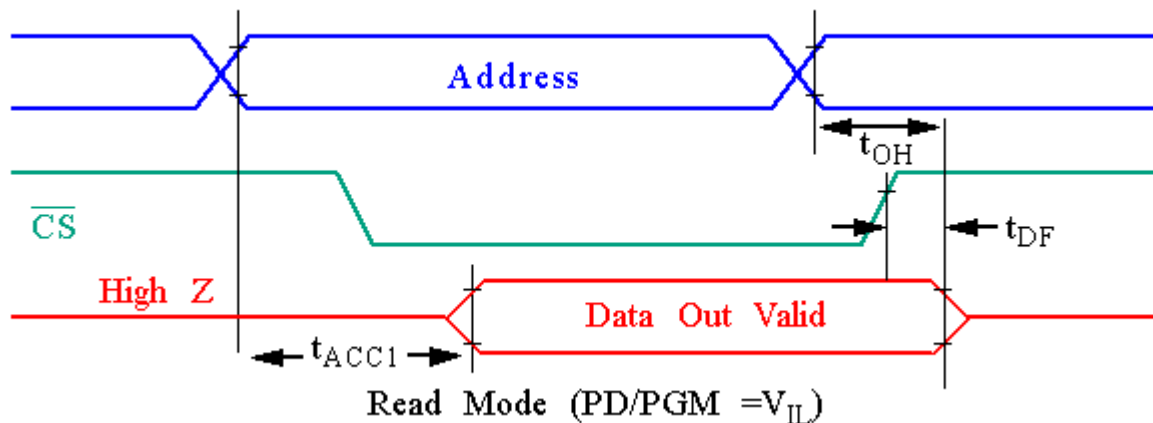 Address
tOH
CS
tDF
High Z
Data Out Valid
tACC1
Read Mode (PD/PGM =VIL)